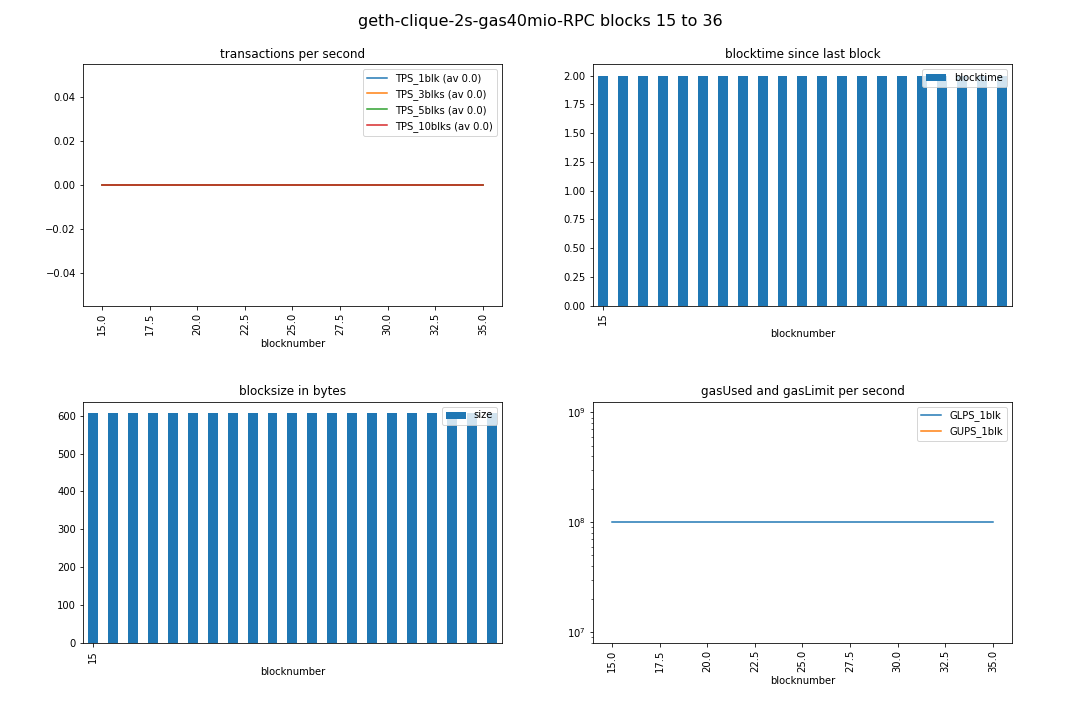 geth-clique-2s-gas40mio-RPC blocks 15 to 36
transactions per second
TPS_1blk (av 0.0)
TPS_3blks (av 0.0)
TPS_5blks (av 0.0)
TPS_10blks (av 0.0)
0.04
0.02
0.00
−0.02
−0.04
15.0 17.5 20.0 22.5 25.0 27.5 30.0 32.5 35.0
blocknumber
blocktime since last block
blocktime
2.00
1.75
1.50
1.25
1.00
0.75
0.50
0.25
0.00
15
blocknumber
blocksize in bytes
size
600
500
400
300
200
100
0
15
blocknumber
gasUsed and gasLimit per second
GLPS_1blk
GUPS_1blk
10⁹
10⁸
10⁷
15.0 17.5 20.0 22.5 25.0 27.5 30.0 32.5 35.0
blocknumber